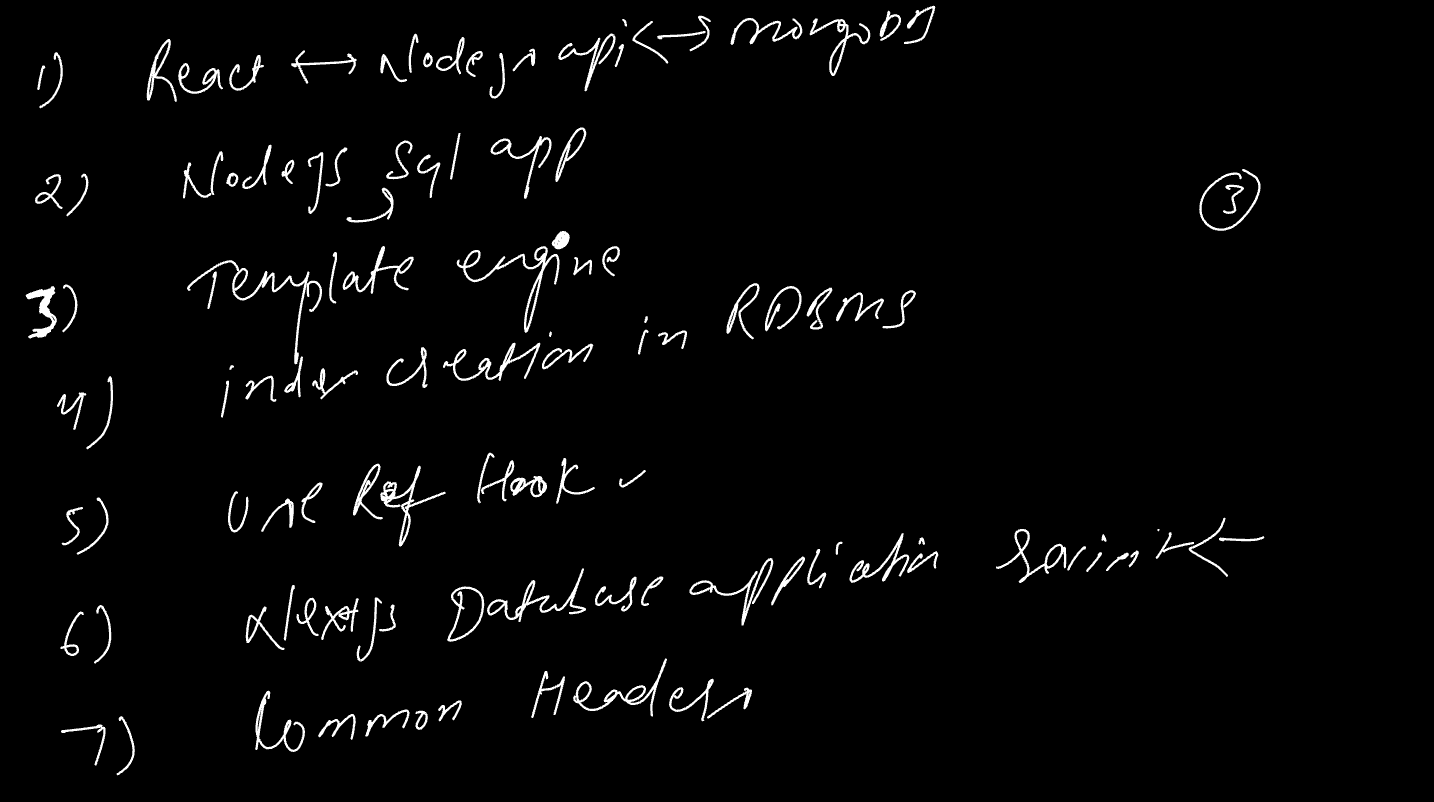 1) React ↔ Nodejs api ↔ mongoDB
2) NodeJS sql app
③
3) Template engine
4) index creation in RDBMS
5) Use Ref Hook ✓
6) Nextjs Database application ←
7) Common Headers